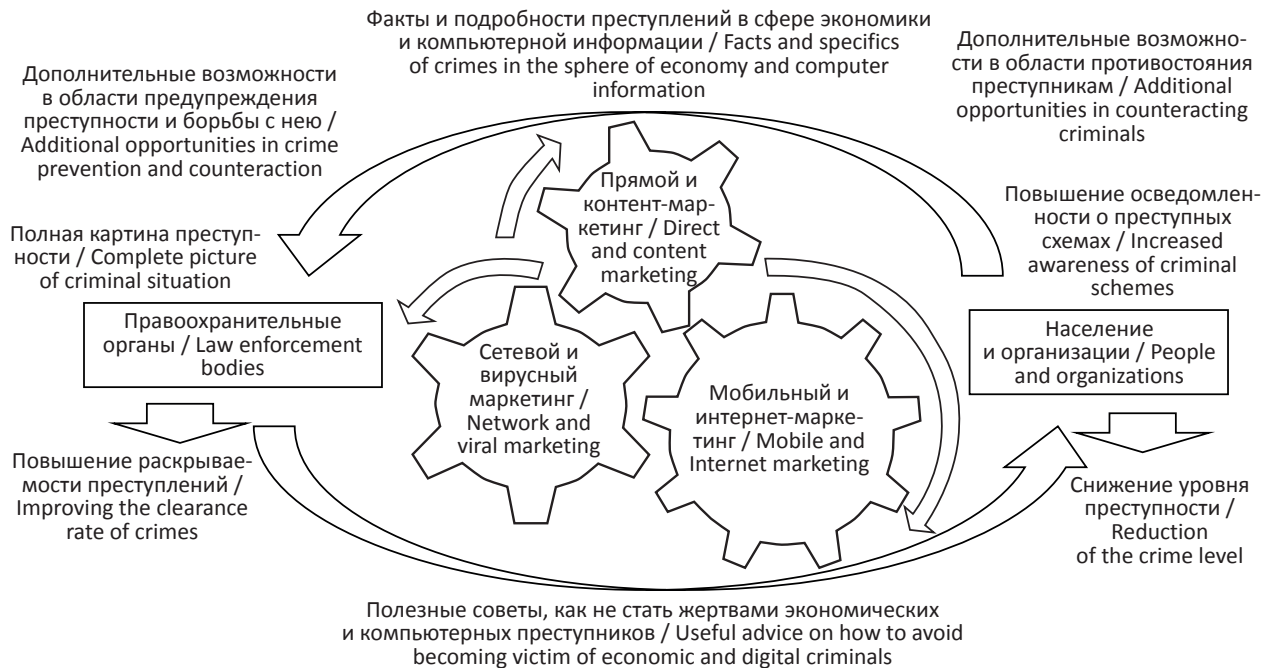 Факты и подробности преступлений в сфере экономики
и компьютерной информации / Facts and specifics
of crimes in the sphere of economy and computer
information
Дополнительные возможно-
сти в области противостояния
преступникам / Additional
opportunities in counteracting
criminals
Дополнительные возможности
в области предупреждения
преступности и борьбы с нею /
Additional opportunities in crime
prevention and counteraction
Прямой и
контент-мар-
кетинг / Direct
and content
marketing
Повышение осведомлен-
ности о преступных
схемах / Increased
awareness of criminal
schemes
Полная картина преступ-
ности / Complete picture
of criminal situation
Правоохранительные
органы / Law enforcement
bodies
Сетевой и
вирусный
маркетинг /
Network and
viral marketing
Мобильный и
интернет-марке-
тинг / Mobile and
Internet marketing
Население
и организации / People
and organizations
Повышение раскрывае-
мости преступлений /
Improving the clearance
rate of crimes
Снижение уровня
преступности /
Reduction
of the crime level
Полезные советы, как не стать жертвами экономических
и компьютерных преступников / Useful advice on how to avoid
becoming victim of economic and digital criminals